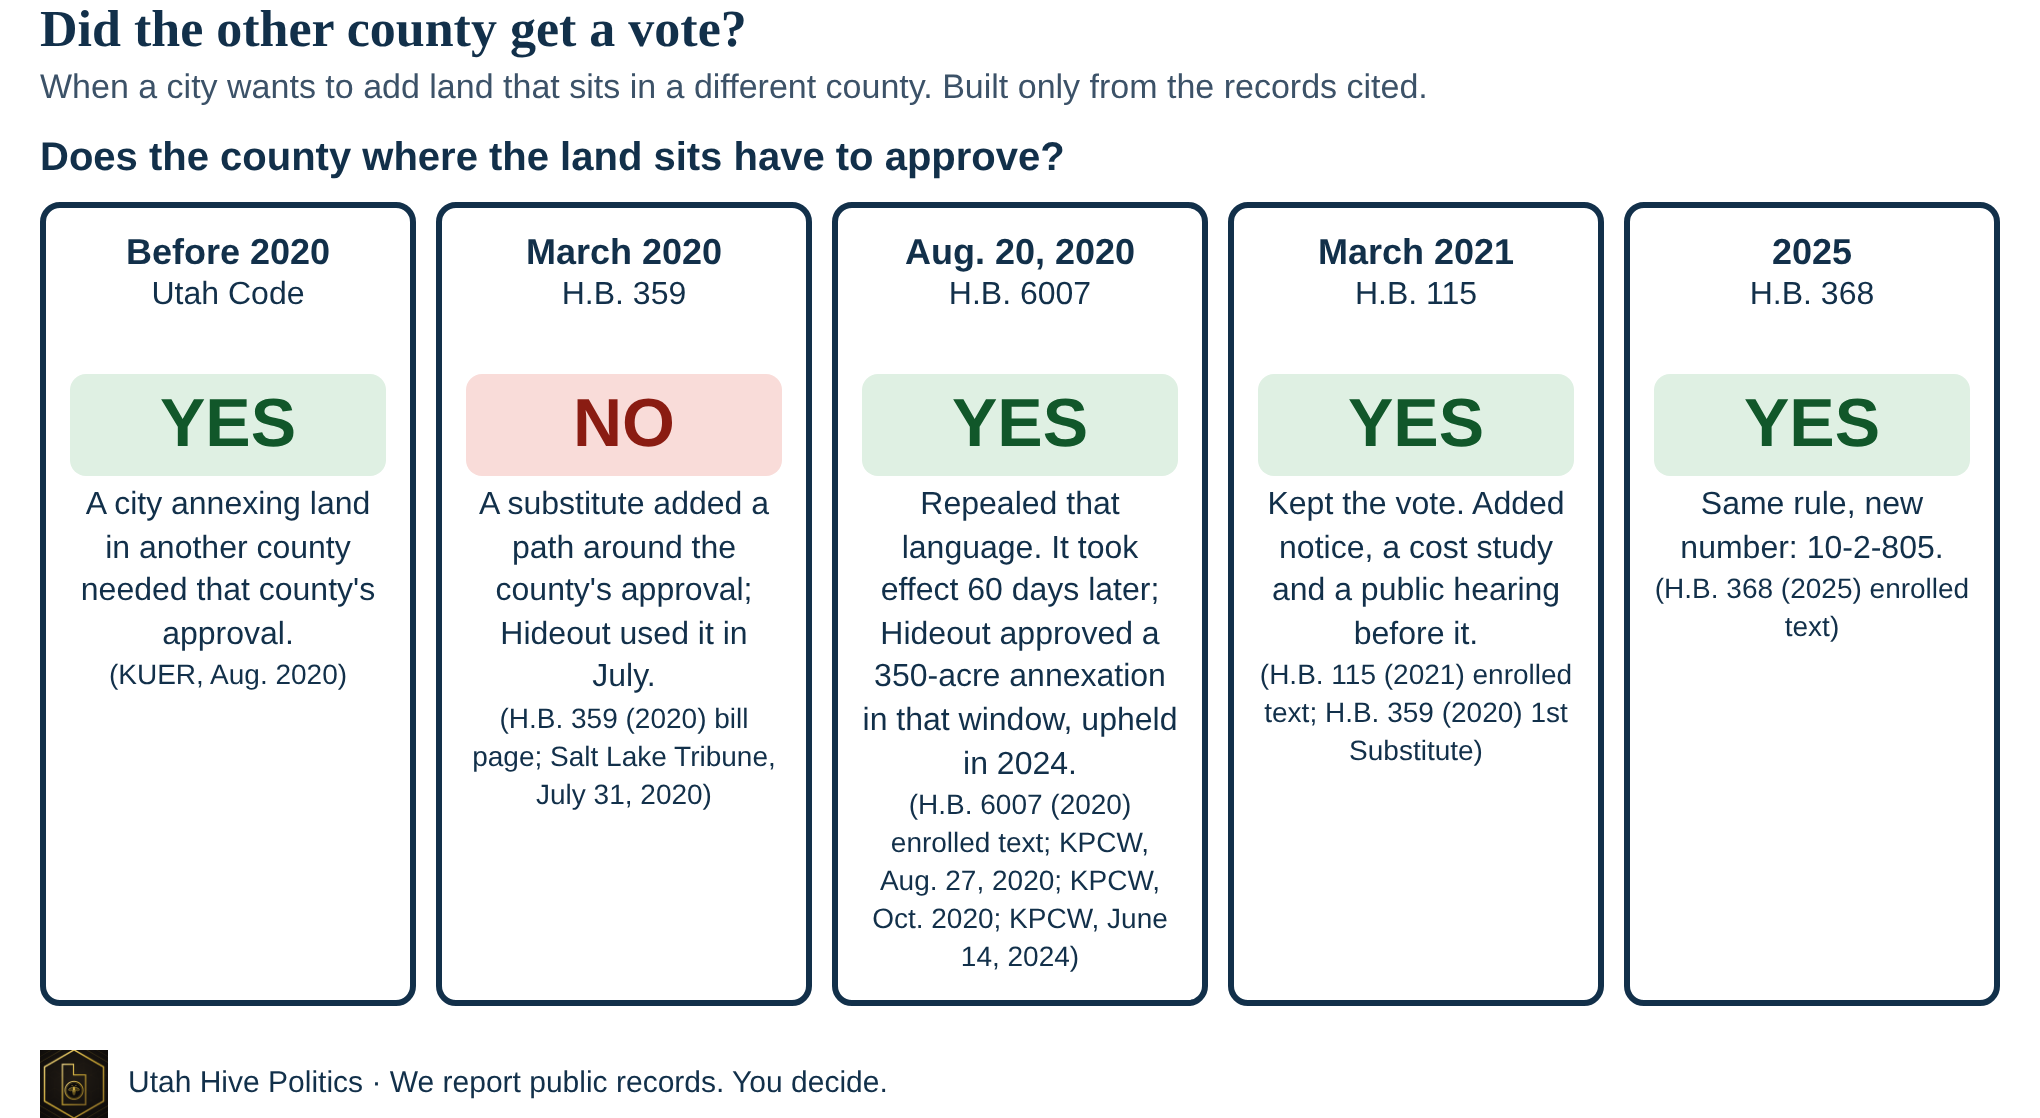 Did the other county get a vote?
When a city wants to add land that sits in a different county. Built only from the records cited.
Does the county where the land sits have to approve?
Before 2020
Utah Code
YES
A city annexing land
in another county
needed that county's
approval.
(KUER, Aug. 2020)
March 2020
H.B. 359
NO
A substitute added a
path around the
county's approval;
Hideout used it in
July.
(H.B. 359 (2020) bill
page; Salt Lake Tribune,
July 31, 2020)
Aug. 20, 2020
H.B. 6007
YES
Repealed that
language. It took
effect 60 days later;
Hideout approved a
350-acre annexation
in that window, upheld
in 2024.
(H.B. 6007 (2020)
enrolled text; KPCW,
Aug. 27, 2020; KPCW,
Oct. 2020; KPCW, June
14, 2024)
March 2021
H.B. 115
YES
Kept the vote. Added
notice, a cost study
and a public hearing
before it.
(H.B. 115 (2021) enrolled
text; H.B. 359 (2020) 1st
Substitute)
2025
H.B. 368
YES
Same rule, new
number: 10-2-805.
(H.B. 368 (2025) enrolled
text)
Utah Hive Politics · We report public records. You decide.